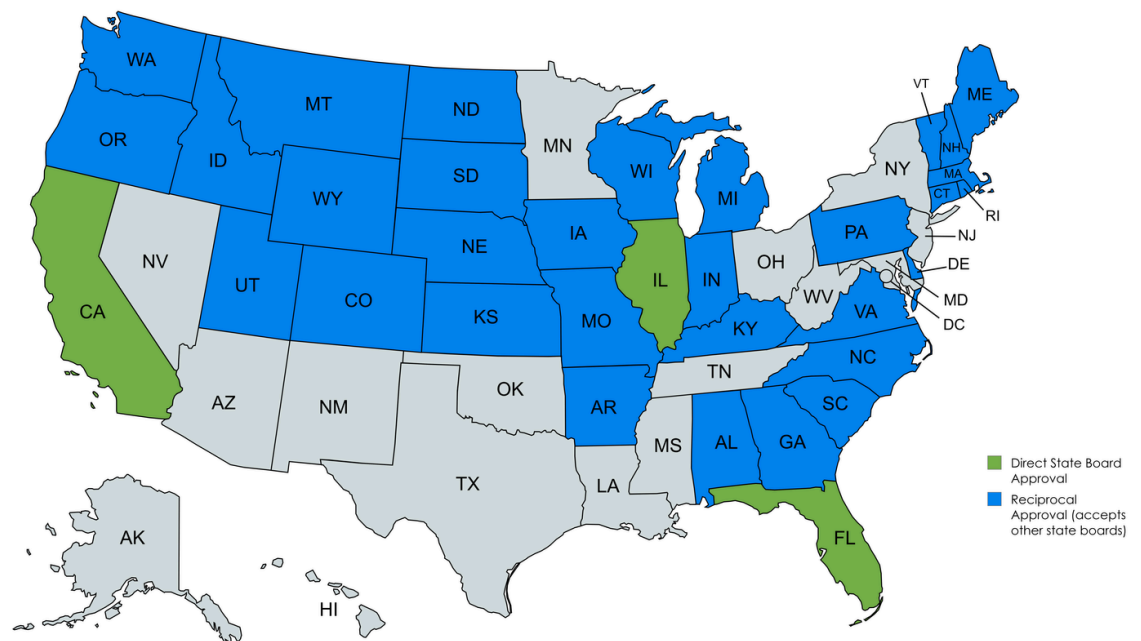 WA
MT
ND
MN
VT
ME
OR
ID
SD
WI
NY
NH
MA
CT
RI
WY
MI
NE
IA
PA
NJ
NV
UT
CO
IL
IN
OH
DE
CA
KS
MO
WV
MD
KY
VA
DC
AZ
NM
OK
TN
NC
AR
SC
MS
AL
GA
TX
LA
Direct State Board
Approval
Reciprocal
Approval (accepts
other state boards)
AK
FL
HI